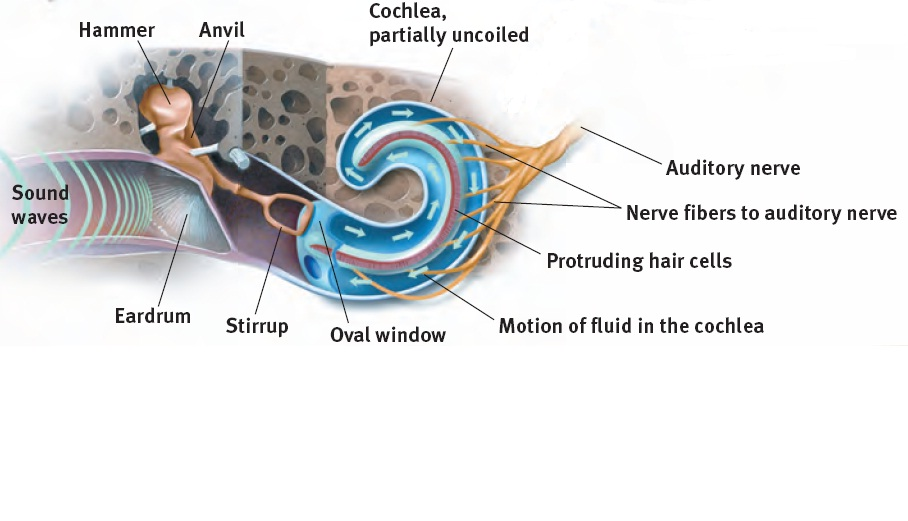 Cochlea,
partially uncoiled
Hammer
Anvil
Auditory nerve
Sound
waves
Nerve fibers to auditory nerve
Protruding hair cells
Eardrum
Stirrup
Oval window
Motion of fluid in the cochlea